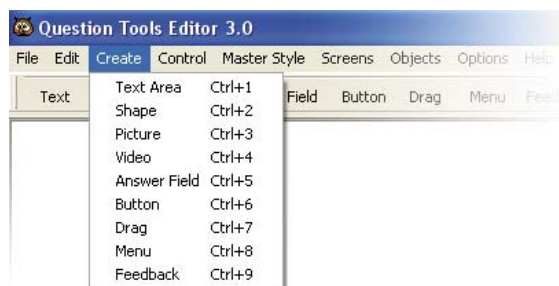 Question Tools Editor 3.0
File Edit Create Control Master Style Screens Objects Options Help
Text Field Button Drag Menu Feed
Text Area Ctrl+1
Shape Ctrl+2
Picture Ctrl+3
Video Ctrl+4
Answer Field Ctrl+5
Button Ctrl+6
Drag Ctrl+7
Menu Ctrl+8
Feedback Ctrl+9